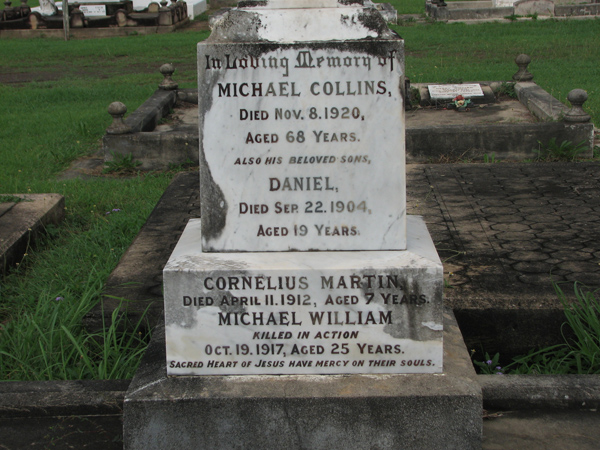 In Loving Memory of
MICHAEL COLLINS,
DIED NOV. 8. 1920,
AGED 68 YEARS.
ALSO HIS BELOVED SONS,
DANIEL,
DIED SEP. 22. 1904,
AGED 19 YEARS.
CORNELIUS MARTIN,
DIED APRIL 11. 1912, AGED 7 YEARS.
MICHAEL WILLIAM
KILLED IN ACTION
OCT. 19. 1917, AGED 25 YEARS.
SACRED HEART OF JESUS HAVE MERCY ON THEIR SOULS.